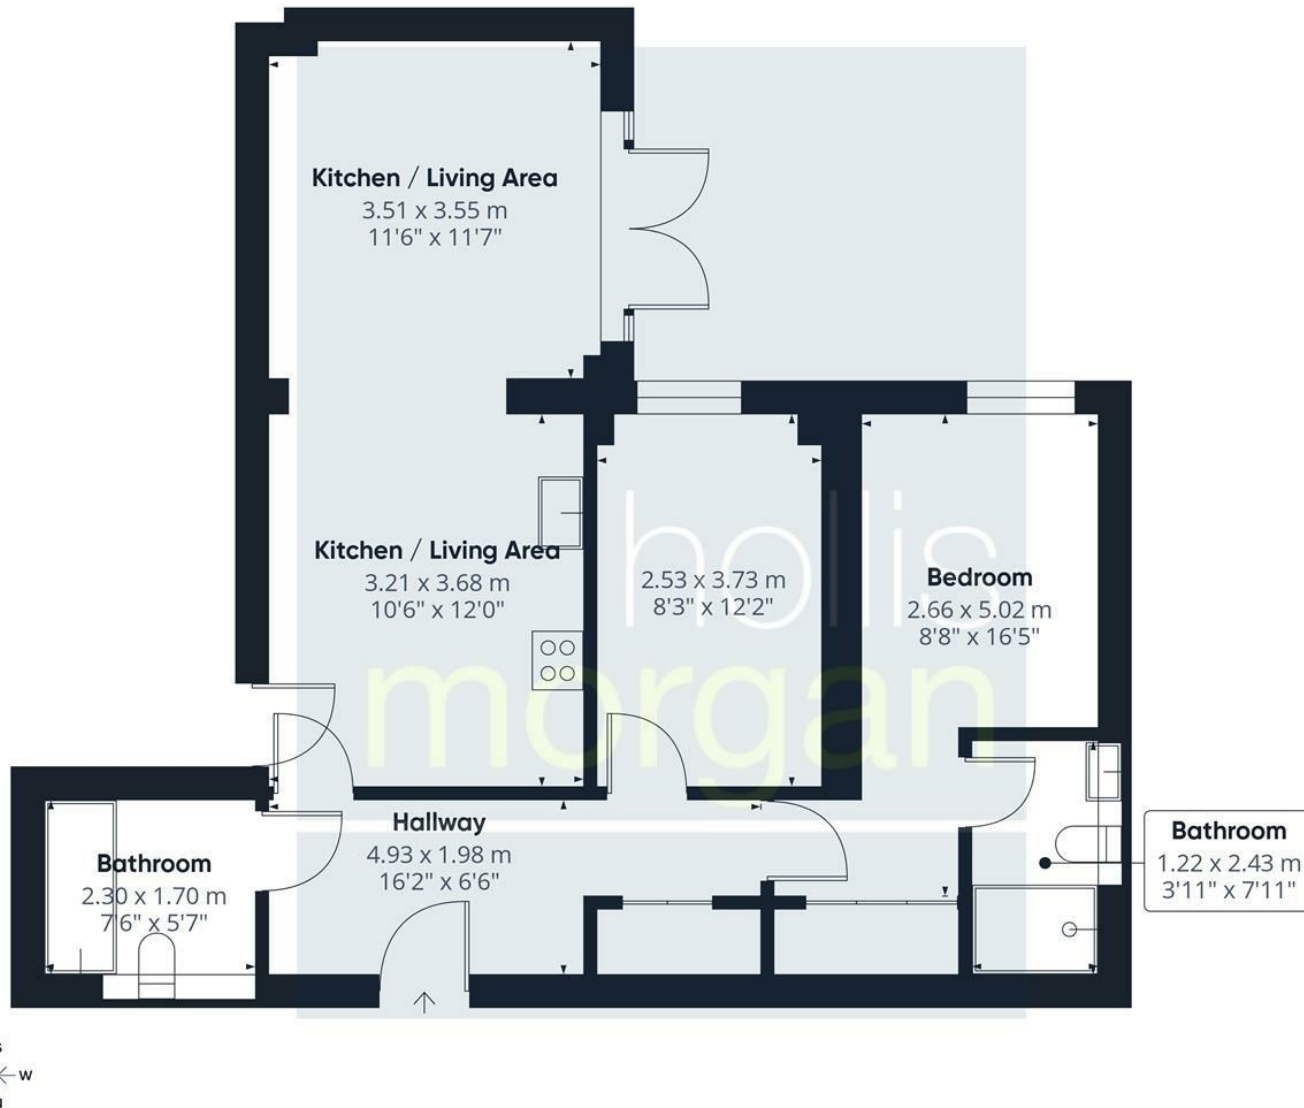 Kitchen / Living Area
3.51 x 3.55 m
11'6" x 11'7"
Kitchen / Living Area
3.21 x 3.68 m
10'6" x 12'0"
2.53 x 3.73 m
8'3" x 12'2"
Bedroom
2.66 x 5.02 m
8'8" x 16'5"
hollis
morgan
Hallway
4.93 x 1.98 m
16'2" x 6'6"
Bathroom
2.30 x 1.70 m
7'6" x 5'7"
Bathroom
1.22 x 2.43 m
3'11" x 7'11"
W